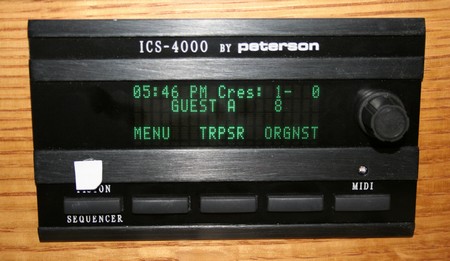 ICS-4000 BY peterson
05:46 PM Cres: 1- 0
GUEST A 8
MENU TRPSR ORGNST
MIDI
SEQUENCER